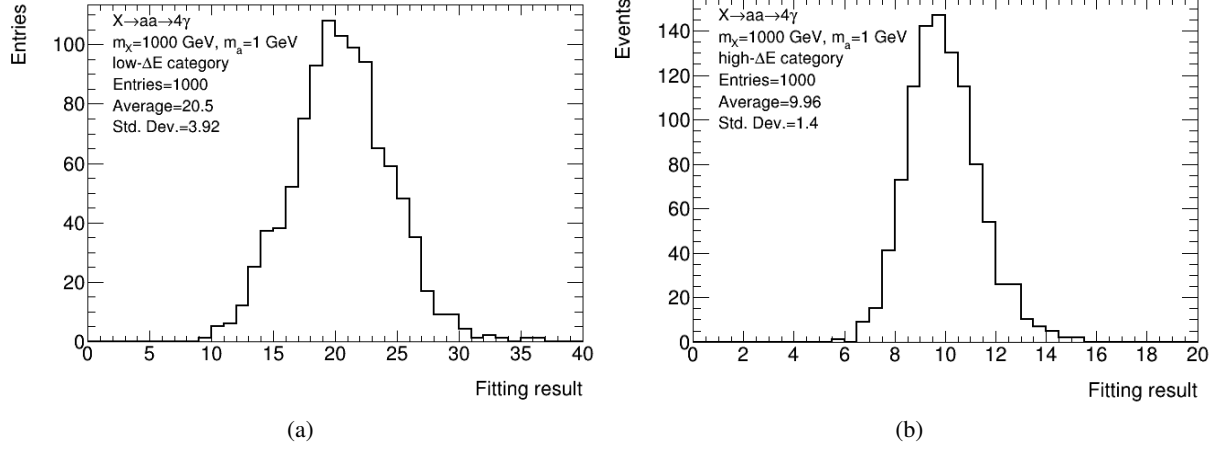 Entries
X→aa→4γ
m_X=1000 GeV, m_a=1 GeV
low-ΔE category
Entries=1000
Average=20.5
Std. Dev.=3.92
100
80
60
40
20
0
0 5 10 15 20 25 30 35 40
Fitting result
(a)
Events
X→aa→4γ
m_X=1000 GeV, m_a=1 GeV
high-ΔE category
Entries=1000
Average=9.96
Std. Dev.=1.4
140
120
100
80
60
40
20
0
0 2 4 6 8 10 12 14 16 18 20
Fitting result
(b)